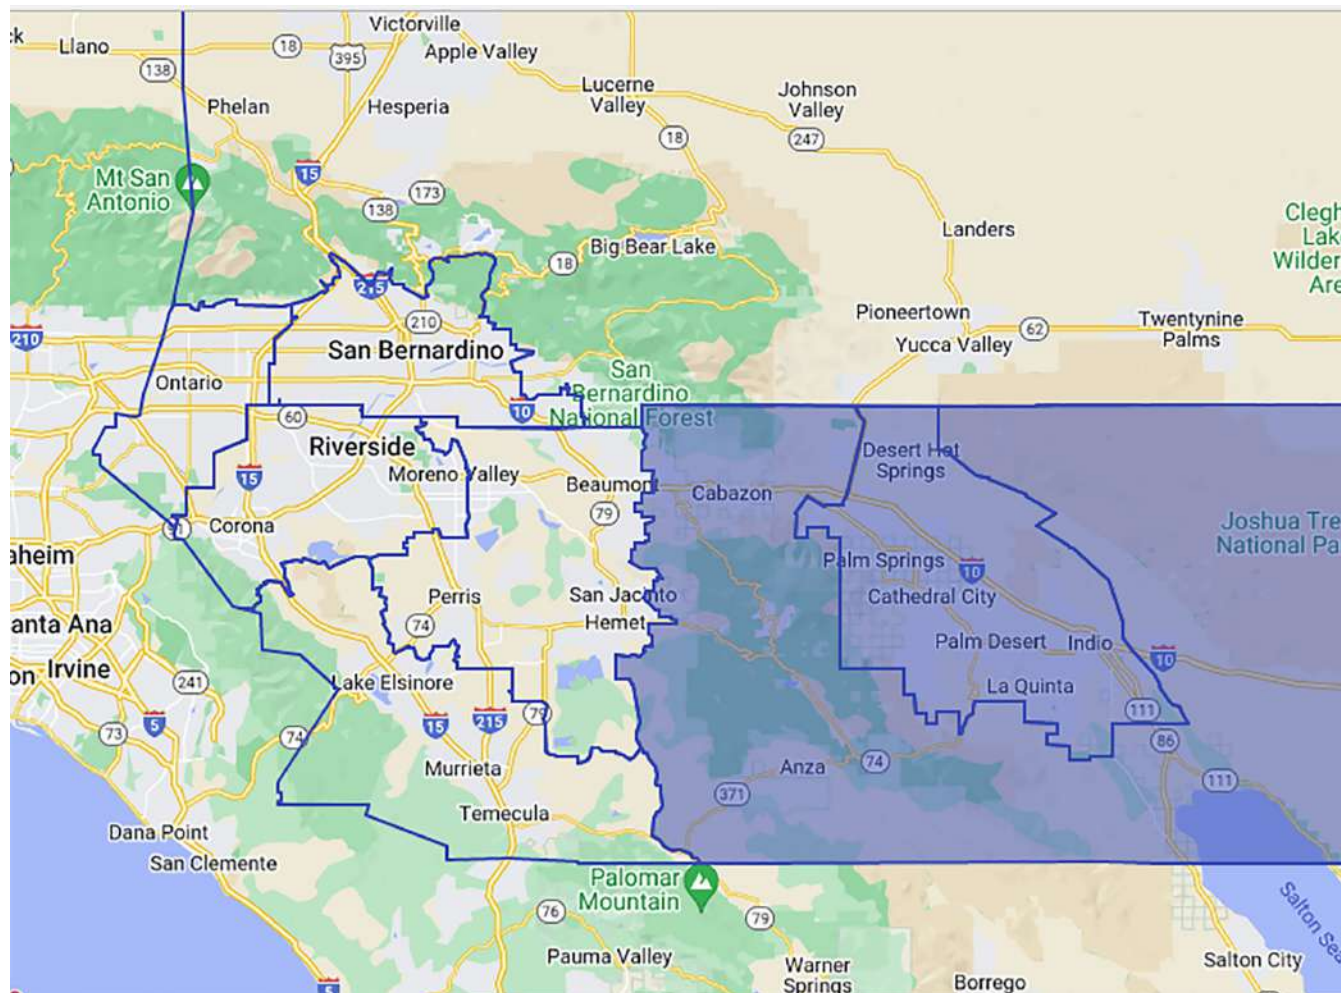 ck
Llano
138
18
395
Victorville
Apple Valley
Phelan
Hesperia
Lucerne
Valley
Johnson
Valley
18
247
Mt San
Antonio
15
173
138
Big Bear Lake
18
Landers
Clegh
Lak
Wilder
Are
215
210
210
San Bernardino
Pioneertown
Yucca Valley
62
Twentynine
Palms
Ontario
San
Bernardino
National Forest
10
60
Riverside
Moreno Valley
15
Beaumont
79
Cabazon
Desert Hot
Springs
91
Corona
Joshua Tre
National Pa
aheim
Palm Springs
10
Cathedral City
Perris
San Jacinto
74
Hemet
anta Ana
Palm Desert
Indio
10
on
Irvine
241
Lake Elsinore
La Quinta
111
5
73
74
15
215
79
86
Murrieta
Anza
74
111
371
Temecula
Dana Point
San Clemente
Palomar
Mountain
76
79
Salton Sea
Pauma Valley
Warner
Springs
Salton City
5
Borrego